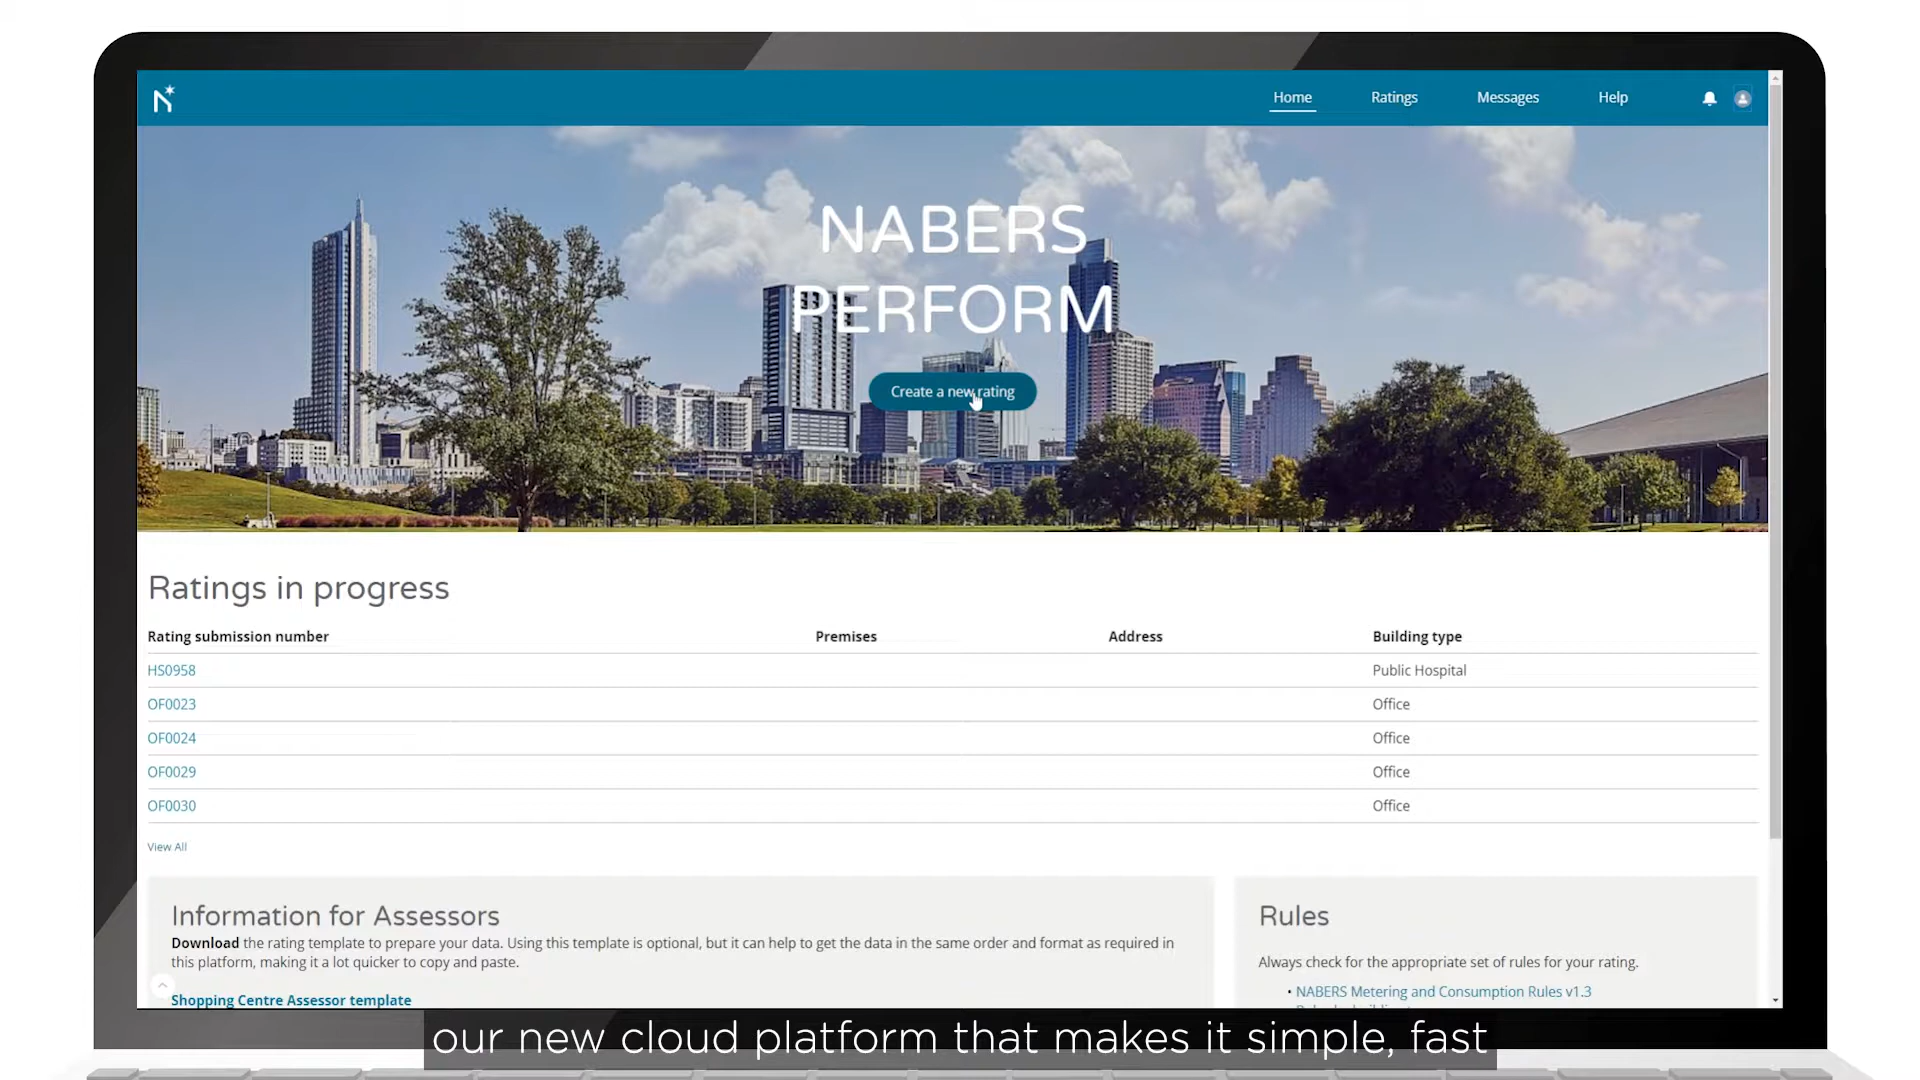 Home Ratings Messages Help
NABERS
PERFORM
Create a new rating
Ratings in progress
Rating submission number Premises Address Building type
HS0958 Public Hospital
OF0023 Office
OF0024 Office
OF0029 Office
OF0030 Office
View All
Information for Assessors
Download the rating template to prepare your data. Using this template is optional, but it can help to get the data in the same order and format as required in
this platform, making it a lot quicker to copy and paste.
Shopping Centre Assessor template
Rules
Always check for the appropriate set of rules for your rating.
• NABERS Metering and Consumption Rules v1.3
our new cloud platform that makes it simple, fast